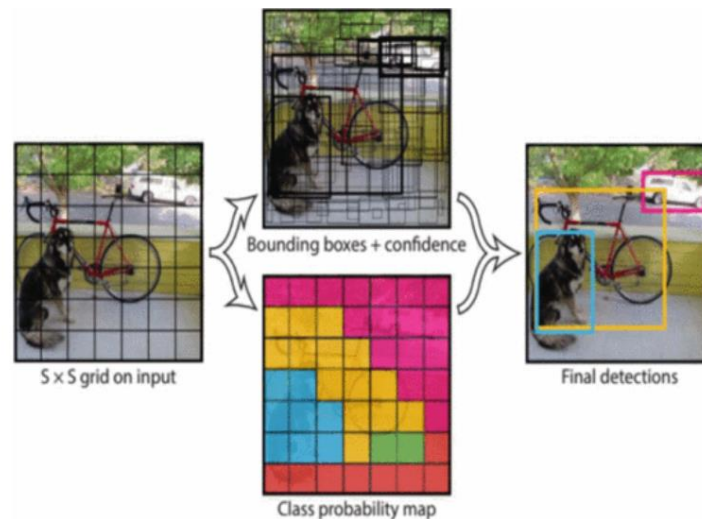 Bounding boxes + confidence
S × S grid on input
Final detections
Class probability map